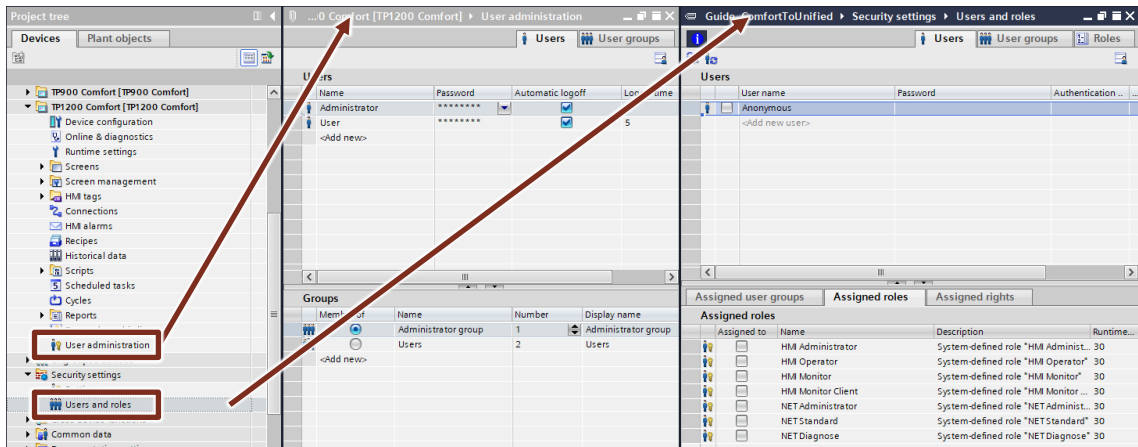 Project tree
Devices
Plant objects
TP900 Comfort [TP900 Comfort]
TP1200 Comfort [TP1200 Comfort]
Device configuration
Online & diagnostics
Runtime settings
Screens
Screen management
HMI tags
Connections
HMI alarms
Recipes
Historical data
Scripts
Scheduled tasks
Cycles
Reports
User administration
Security settings
Users and roles
Common data
...0 Comfort [TP1200 Comfort] User administration
Users
User groups
Name Password Automatic logoff
Administrator ********
User ******** 5
<Add new>
Groups
Name Number Display name
Administrator group 1 Administrator group
Users 2 Users
<Add new>
Security settings Users and roles
Users
User groups
Roles
Users
User name Password Authentication ..
Anonymous
<Add new user>
Assigned user groups
Assigned roles
Assigned rights
Assigned roles
Assigned to Name Description Runtime...
HMI Administrator System-defined role "HMI Administ... 30
HMI Operator System-defined role "HMI Operator" 30
HMI Monitor System-defined role "HMI Monitor" 30
HMI Monitor Client System-defined role "HMI Monitor ... 30
NET Administrator System-defined role "NET Administ... 30
NET Standard System-defined role "NET Standard" 30
NET Diagnose System-defined role "NET Diagnose" 30